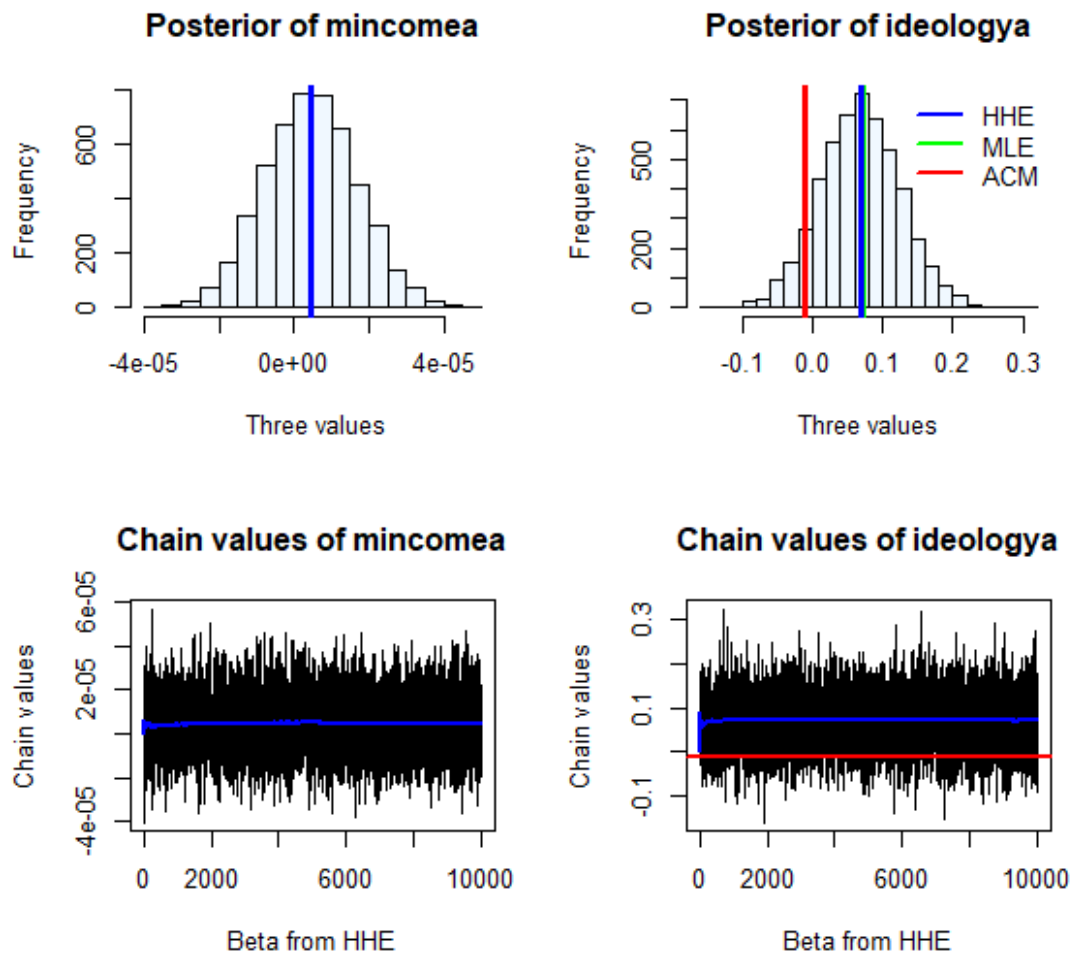 Posterior of mincomea
Frequency
0 200 600
-4e-05 0e+00 4e-05
Three values
Posterior of ideologya
Frequency
0 200 500
-0.1 0.0 0.1 0.2 0.3
Three values
HHE
MLE
ACM
Chain values of mincomea
Chain values
-4e-05 2e-05 6e-05
0 2000 6000 10000
Beta from HHE
Chain values of ideologya
Chain values
-0.1 0.1 0.3
0 2000 6000 10000
Beta from HHE